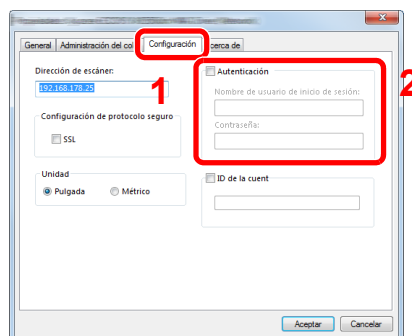 General Administración del col Configuración cerca de
Dirección de escáner:
192.168.178.25
1
Configuración de protocolo seguro
SSL
Unidad
Pulgada Métrico
Autenticación
2
Nombre de usuario de inicio de sesión:
Contraseña:
ID de la cuent
Aceptar Cancelar